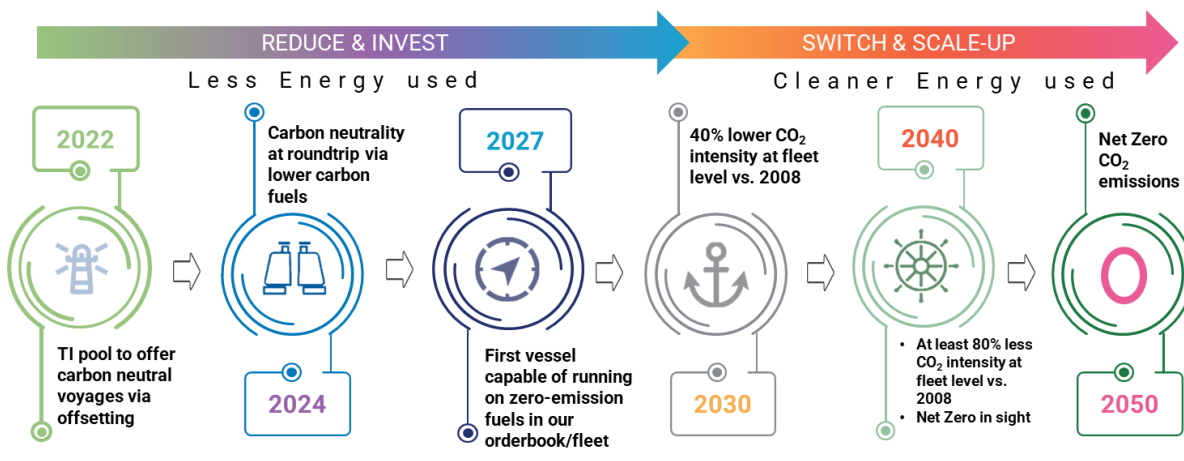 REDUCE & INVEST
SWITCH & SCALE-UP
Less Energy used
Cleaner Energy used
2022
TI pool to offer
carbon neutral
voyages via
offsetting
Carbon neutrality
at roundtrip via
lower carbon
fuels
2024
2027
First vessel
capable of running
on zero-emission
fuels in our
orderbook/fleet
40% lower CO₂
intensity at fleet
level vs. 2008
2030
2040
• At least 80% less
CO₂ intensity at
fleet level vs.
2008
• Net Zero in sight
Net Zero
CO₂
emissions
0
2050